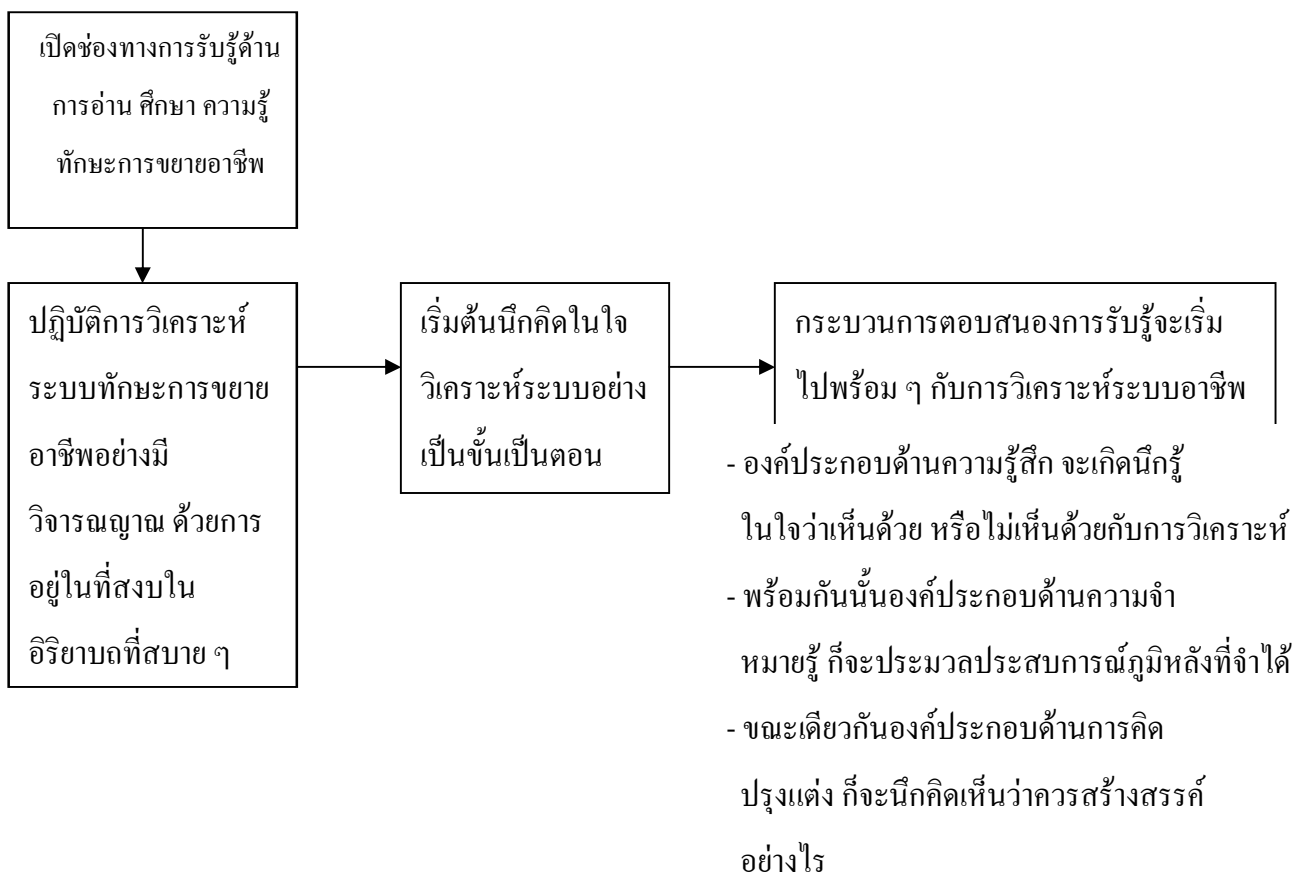 เปิดช่องทางการรับรู้ด้าน
การอ่าน ศึกษา ความรู้
ทักษะการขยายอาชีพ
ปฏิบัติการวิเคราะห์
ระบบทักษะการขยาย
อาชีพอย่างมี
วิจารณญาณ ด้วยการ
อยู่ในที่สงบใน
อิริยาบถที่สบาย ๆ
เริ่มต้นนึกคิดในใจ
วิเคราะห์ระบบอย่าง
เป็นขั้นเป็นตอน
กระบวนการตอบสนองการรับรู้จะเริ่ม
ไปพร้อม ๆ กับการวิเคราะห์ระบบอาชีพ
- องค์ประกอบด้านความรู้สึก จะเกิดนึกรู้
ในใจว่าเห็นด้วย หรือไม่เห็นด้วยกับการวิเคราะห์
- พร้อมกันนั้นองค์ประกอบด้านความจำ
หมายรู้ ก็จะประมวลประสบการณ์ภูมิหลังที่จำได้
- ขณะเดียวกันองค์ประกอบด้านการคิด
ปรุงแต่ง ก็จะนึกคิดเห็นว่าควรสร้างสรรค์
อย่างไร